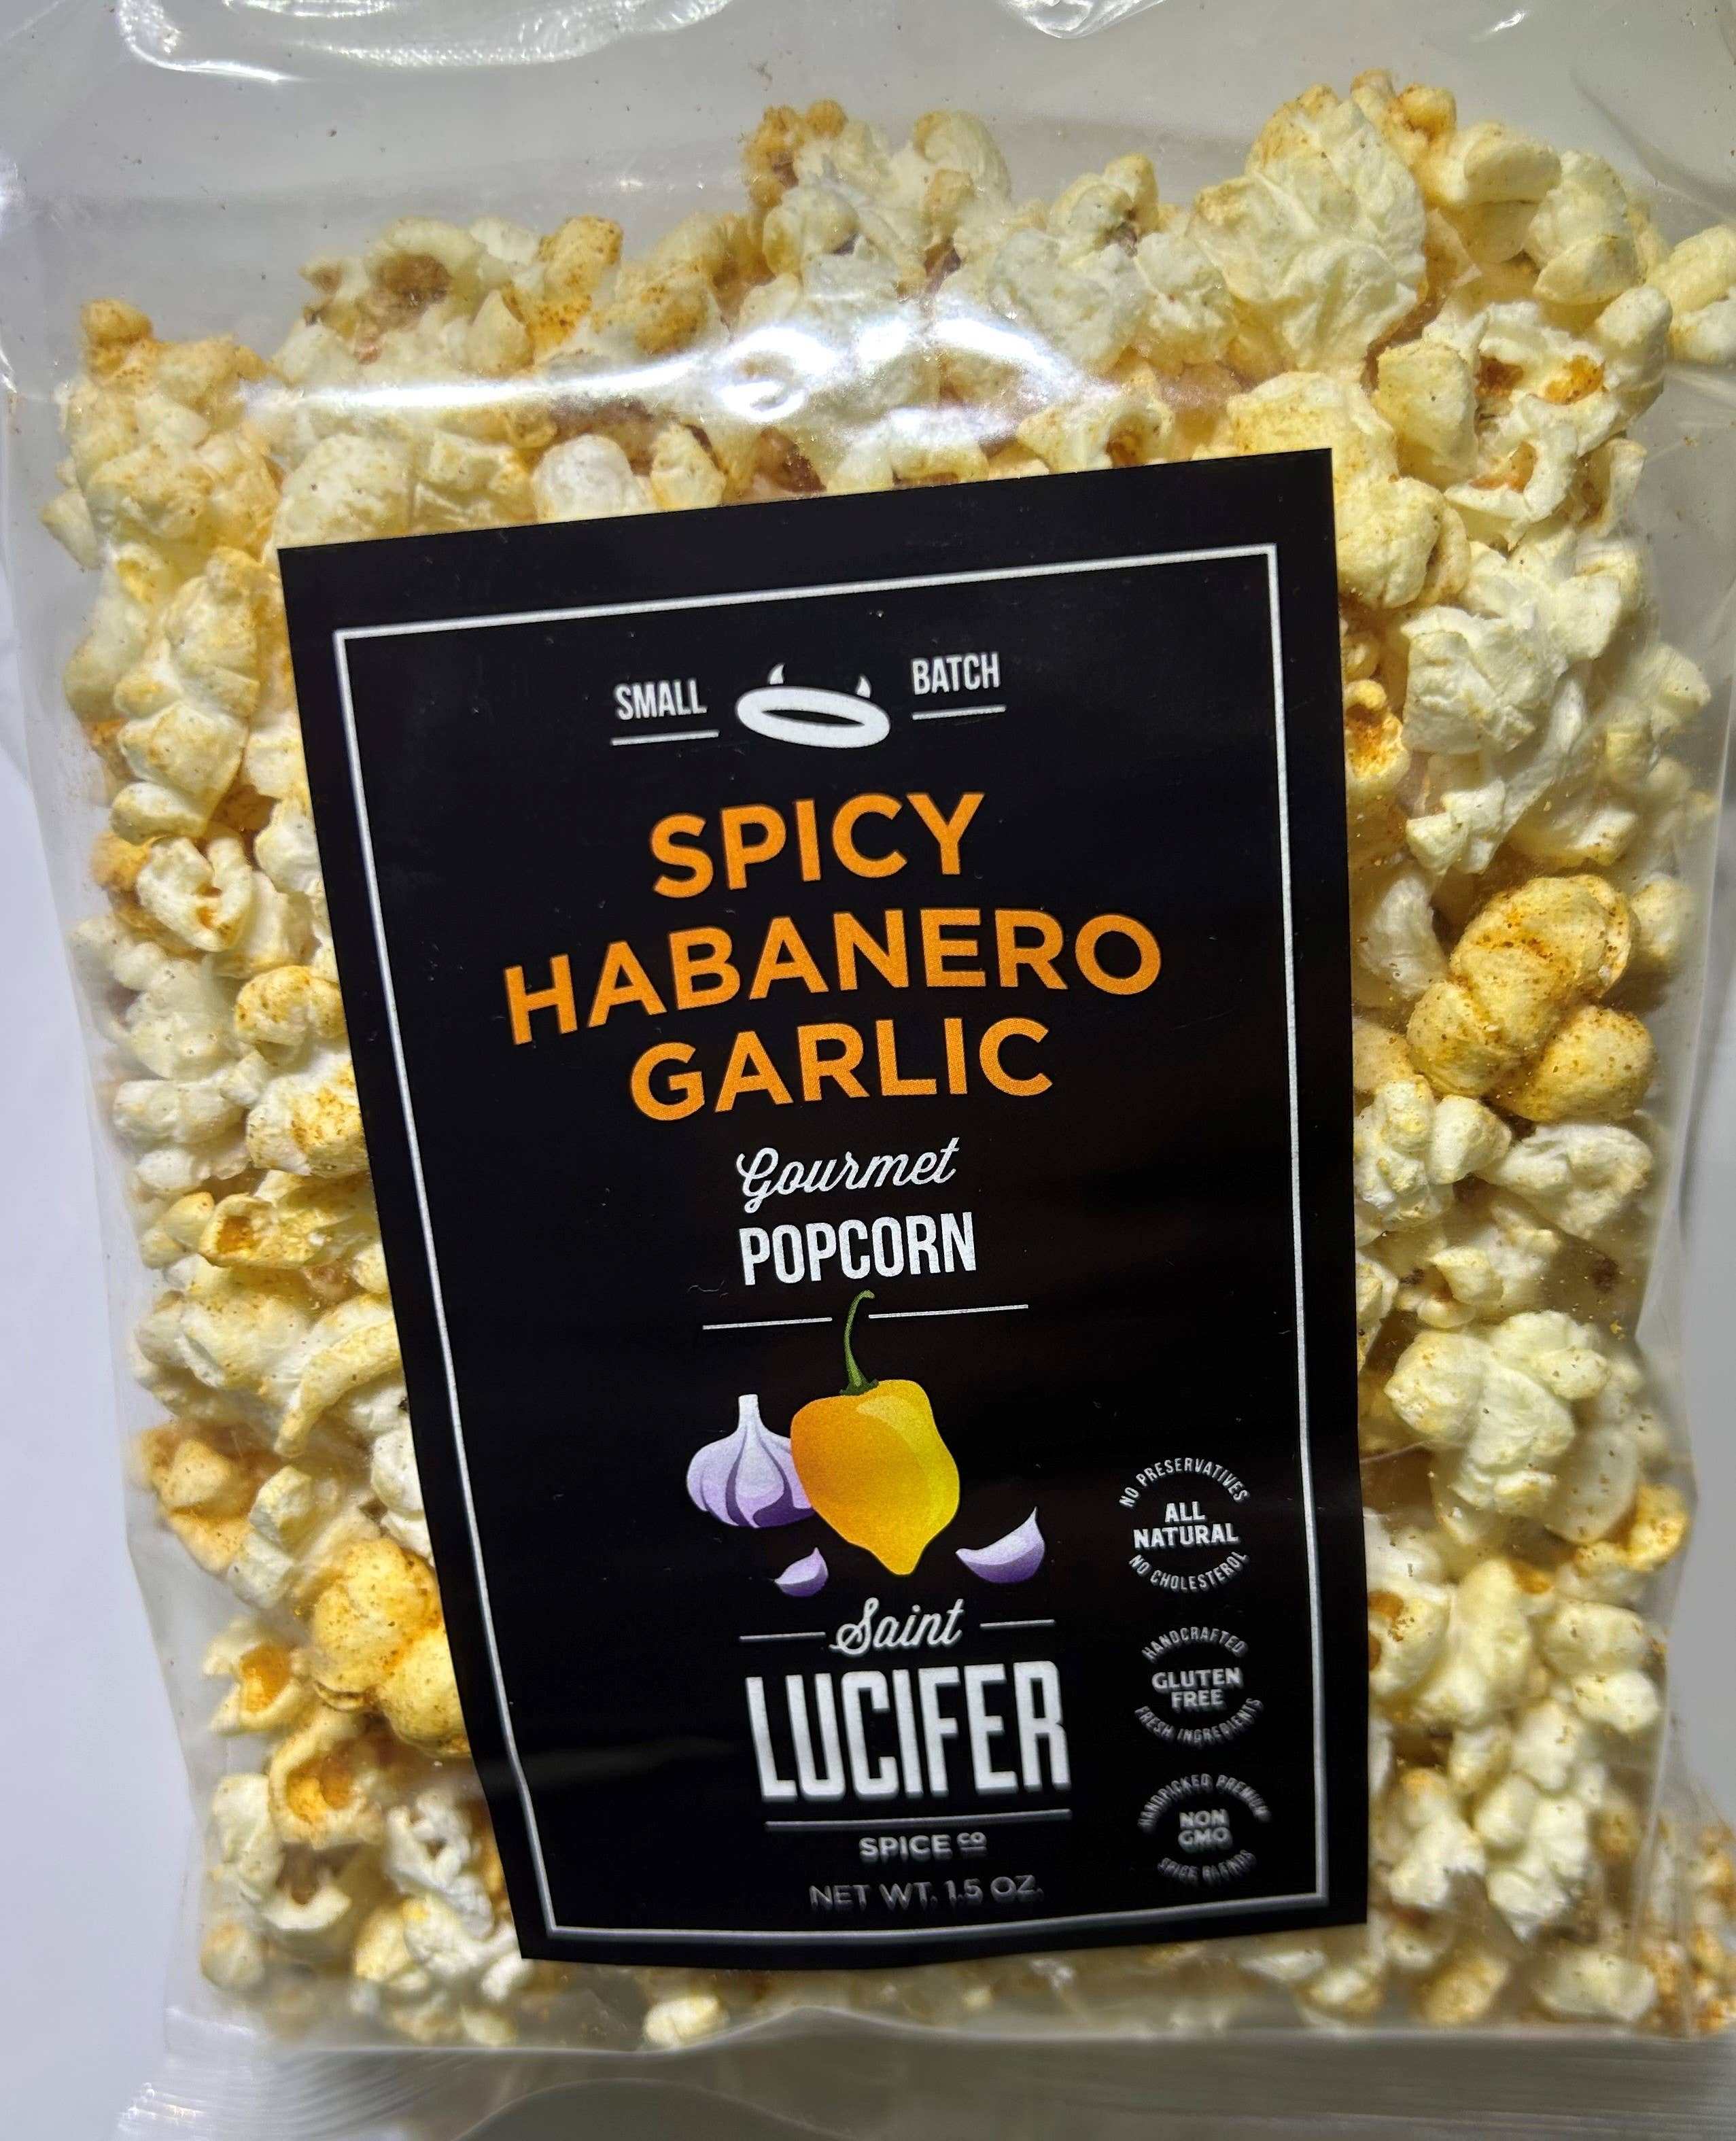 SMALL BATCH
SPICY
HABANERO
GARLIC
Gourmet
POPCORN
NO PRESERVATIVES
ALL
NATURAL
NO CHOLESTEROL
Saint
LUCIFER
SPICE CO
NET WT. 1.5 OZ.
HANDCRAFTED
GLUTEN
FREE
FRESH INGREDIENTS
HANDPICKED PREMIUM
NON
GMO
SPICE BLENDS